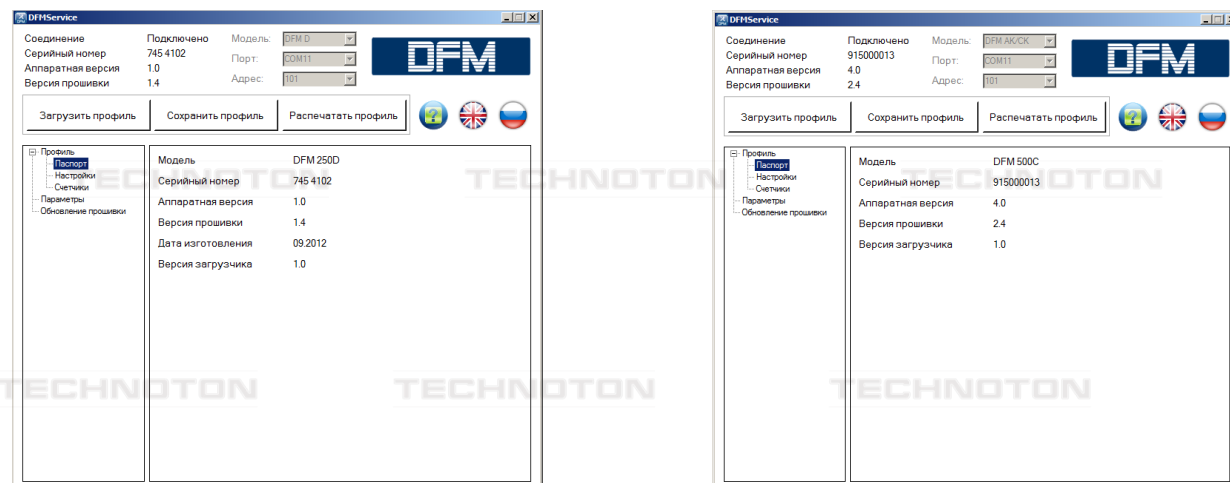 DFMService
Соединение Подключено Модель: DFM D
Серийный номер 745 4102 Порт: COM11
Аппаратная версия 1.0 Адрес: 101
Версия прошивки 1.4
DFM
Загрузить профиль Сохранить профиль Распечатать профиль
Профиль
Паспорт
Настройки
Счетчики
Параметры
Обновление прошивки
Модель DFM 250D
Серийный номер 745 4102
Аппаратная версия 1.0
Версия прошивки 1.4
Дата изготовления 09.2012
Версия загрузчика 1.0
DFMService
Соединение Подключено Модель: DFM AK/CK
Серийный номер 915000013 Порт: COM11
Аппаратная версия 4.0 Адрес: 101
Версия прошивки 2.4
DFM
Загрузить профиль Сохранить профиль Распечатать профиль
Профиль
Паспорт
Настройки
Счетчики
Параметры
Обновление прошивки
Модель DFM 500C
Серийный номер 915000013
Аппаратная версия 4.0
Версия прошивки 2.4
Версия загрузчика 1.0
TECHNOTON TECHNOTON TECHNOTON
TECHNOTON TECHNOTON TECHNOTON